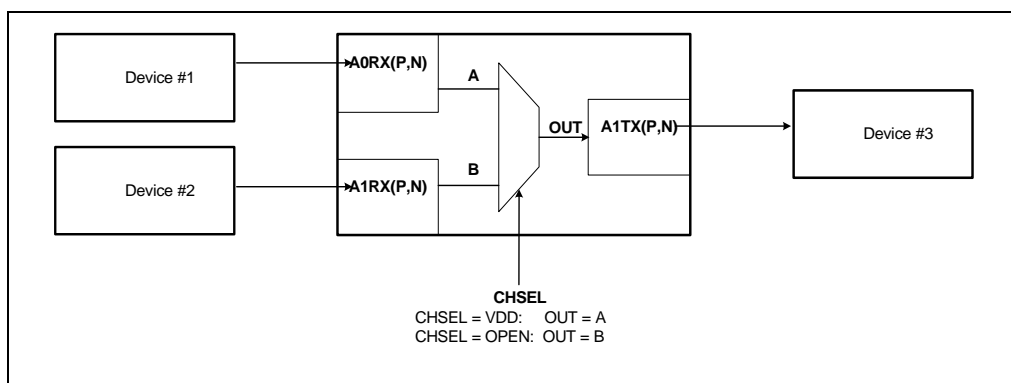 Device #1
A0RX(P,N)
A
OUT
A1TX(P,N)
Device #3
Device #2
A1RX(P,N)
B
CHSEL
CHSEL = VDD: OUT = A
CHSEL = OPEN: OUT = B